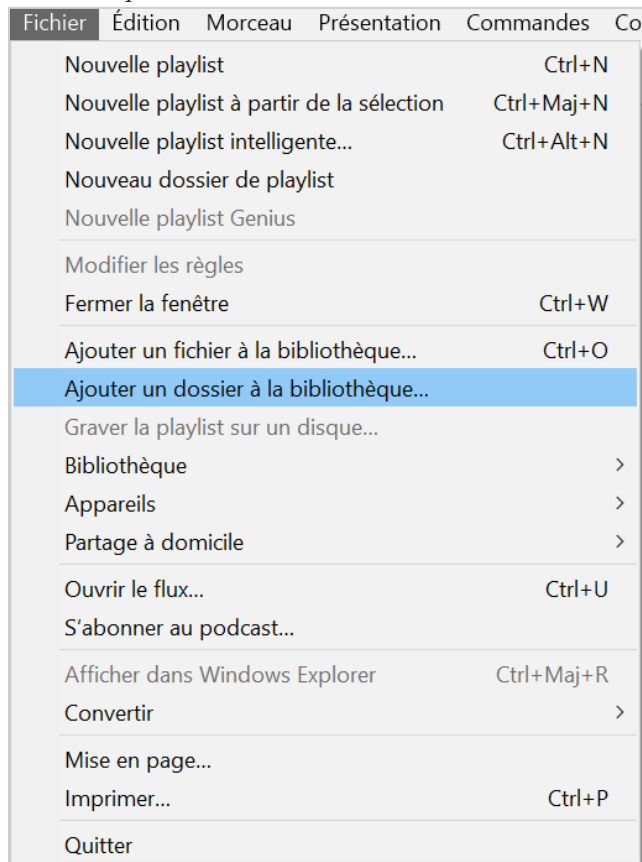 Fichier Édition Morceau Présentation Commandes Co
Nouvelle playlist Ctrl+N
Nouvelle playlist à partir de la sélection Ctrl+Maj+N
Nouvelle playlist intelligente... Ctrl+Alt+N
Nouveau dossier de playlist
Nouvelle playlist Genius
Modifier les règles
Fermer la fenêtre Ctrl+W
Ajouter un fichier à la bibliothèque... Ctrl+O
Ajouter un dossier à la bibliothèque...
Graver la playlist sur un disque...
Bibliothèque >
Appareils >
Partage à domicile >
Ouvrir le flux... Ctrl+U
S'abonner au podcast...
Afficher dans Windows Explorer Ctrl+Maj+R
Convertir >
Mise en page...
Imprimer... Ctrl+P
Quitter